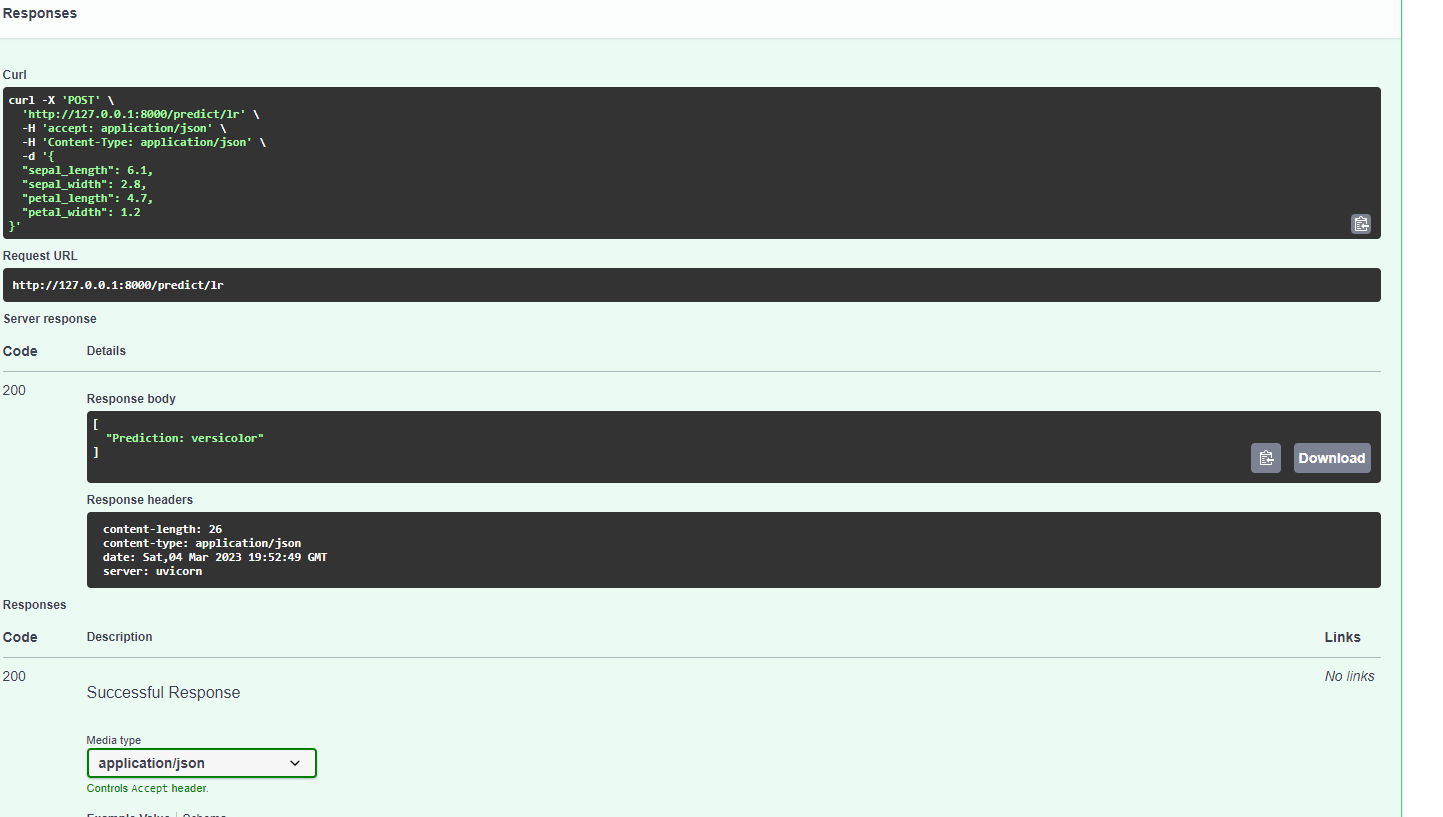 Responses
Curl
curl -X 'POST' \
  'http://127.0.0.1:8000/predict/lr' \
  -H 'accept: application/json' \
  -H 'Content-Type: application/json' \
  -d '{
  "sepal_length": 6.1,
  "sepal_width": 2.8,
  "petal_length": 4.7,
  "petal_width": 1.2
}'
Request URL
http://127.0.0.1:8000/predict/lr
Server response
Code Details
200
Response body
[
  "Prediction: versicolor"
]
Download
Response headers
content-length: 26
content-type: application/json
date: Sat,04 Mar 2023 19:52:49 GMT
server: uvicorn
Responses
Code Description Links
200 No links
Successful Response
Media type
application/json
Controls Accept header.
Example Value Schema